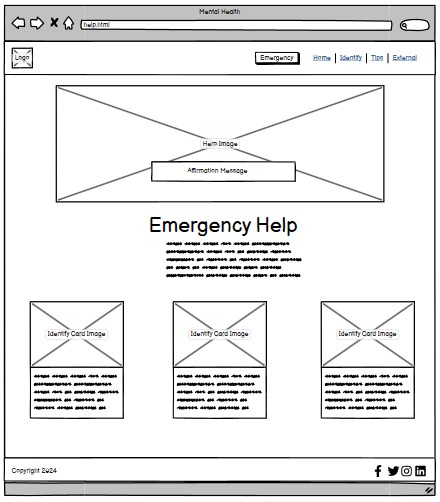 Mental Health
help.html
Logo
Emergency
Home | Identify | Tips | External
Hero Image
Affirmation Message
Emergency Help
Identify Card Image
Identify Card Image
Identify Card Image
Copyright 2024